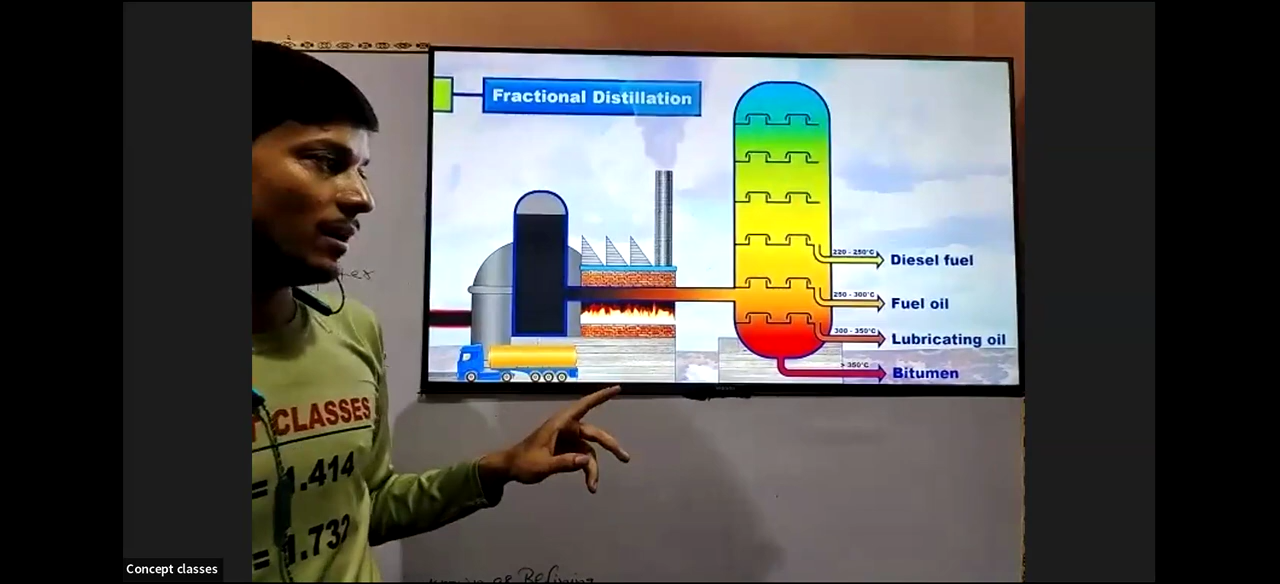 Fractional Distillation
220 - 250°C
Diesel fuel
250 - 300°C
Fuel oil
300 - 350°C
Lubricating oil
> 350°C
Bitumen
CLASSES
= 1.414
= 1.732
Concept classes